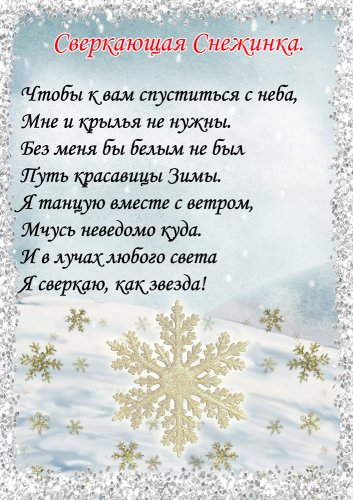 Сверкающая Снежинка.
Чтобы к вам спуститься с неба,
Мне и крылья не нужны.
Без меня бы белым не был
Путь красавицы Зимы.
Я танцую вместе с ветром,
Мчусь неведомо куда.
И в лучах любого света
Я сверкаю, как звезда!